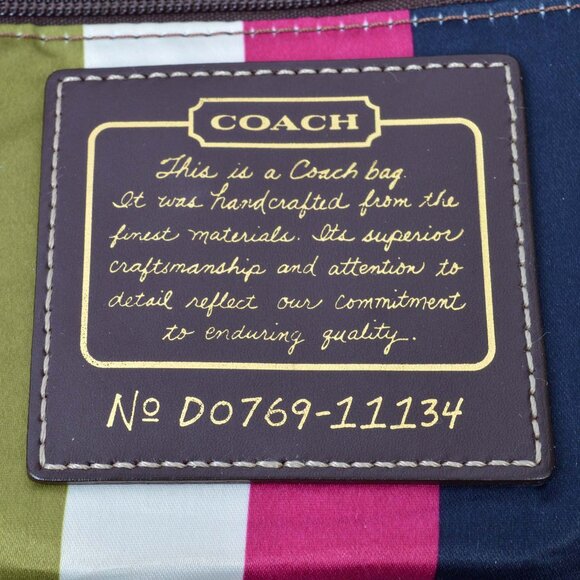 COACH
This is a Coach bag.
It was handcrafted from the
finest materials. Its superior
craftsmanship and attention to
detail reflect our commitment
to enduring quality.
No D0769-11134